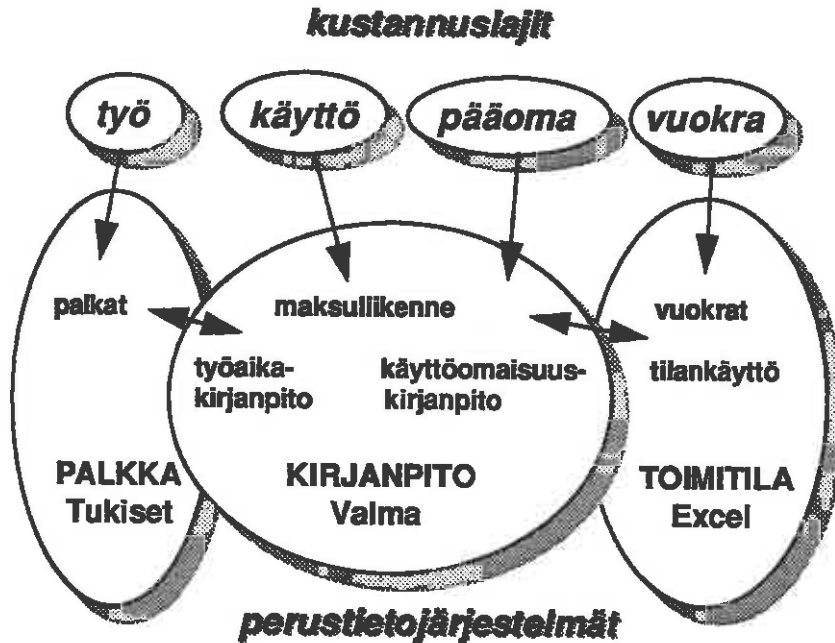 kustannuslajit
työ käyttö pääoma vuokra
palkat maksuliikenne vuokrat
työaika- käyttöomaisuus- tilankäyttö
kirjanpito kirjanpito
PALKKA KIRJANPITO TOIMITILA
Tukiset Valma Excel
perustietojärjestelmät